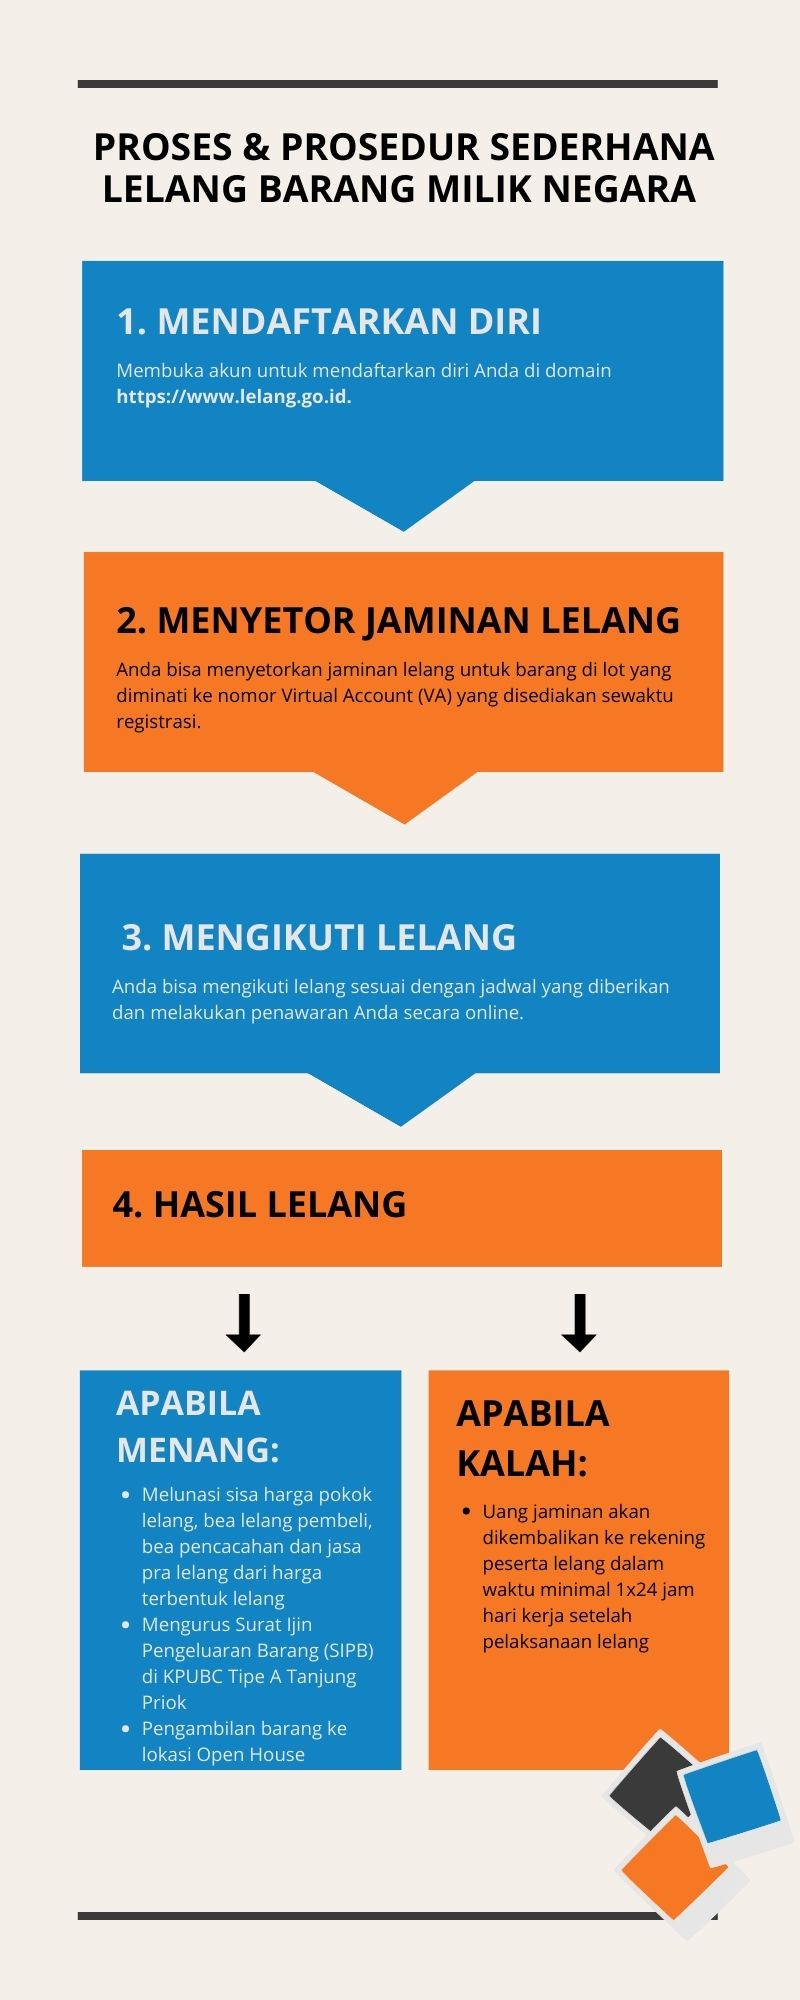 PROSES & PROSEDUR SEDERHANA
LELANG BARANG MILIK NEGARA
1. MENDAFTARKAN DIRI
Membuka akun untuk mendaftarkan diri Anda di domain
https://www.lelang.go.id.
2. MENYETOR JAMINAN LELANG
Anda bisa menyetorkan jaminan lelang untuk barang di lot yang
diminati ke nomor Virtual Account (VA) yang disediakan sewaktu
registrasi.
3. MENGIKUTI LELANG
Anda bisa mengikuti lelang sesuai dengan jadwal yang diberikan
dan melakukan penawaran Anda secara online.
4. HASIL LELANG
APABILA
MENANG:
• Melunasi sisa harga pokok
lelang, bea lelang pembeli,
bea pencacahan dan jasa
pra lelang dari harga
terbentuk lelang
• Mengurus Surat Ijin
Pengeluaran Barang (SIPB)
di KPUBC Tipe A Tanjung
Priok
• Pengambilan barang ke
lokasi Open House
APABILA
KALAH:
• Uang jaminan akan
dikembalikan ke rekening
peserta lelang dalam
waktu minimal 1x24 jam
hari kerja setelah
pelaksanaan lelang